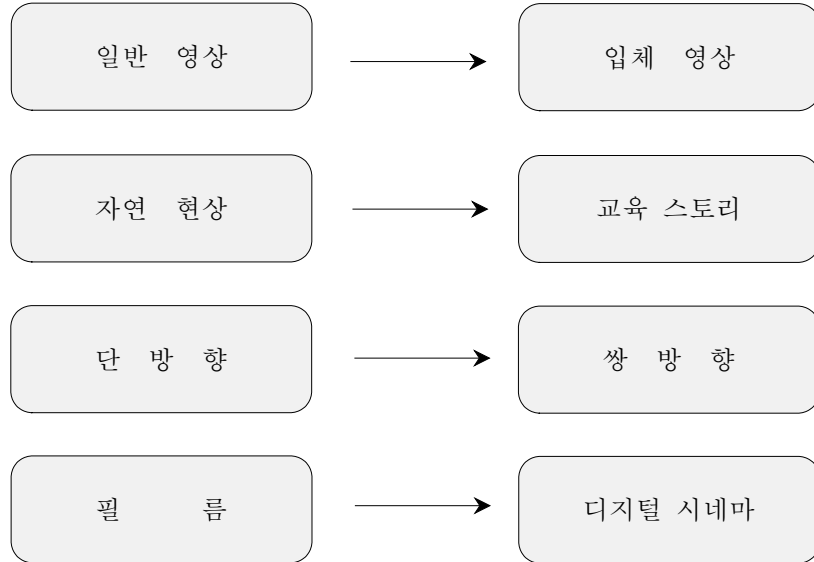 일반 영상 입체 영상
자연 현상 교육 스토리
단 방 향 쌍 방 향
필 름 디지털 시네마